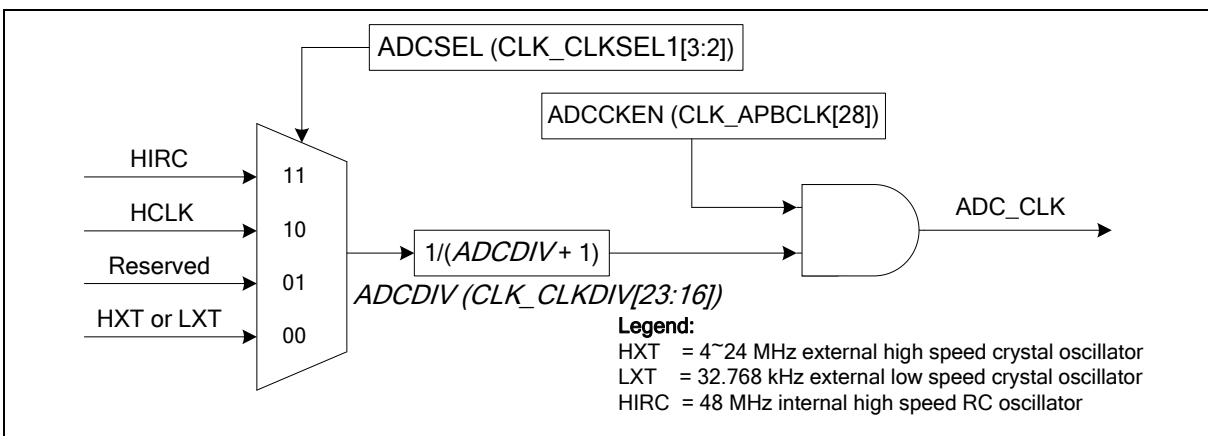 ADCSEL (CLK_CLKSEL1[3:2])
ADCCKEN (CLK_APBCLK[28])
HIRC
11
HCLK
10
Reserved
01
HXT or LXT
00
1/(ADCDIV + 1)
ADCDIV (CLK_CLKDIV[23:16])
ADC_CLK
Legend:
HXT = 4~24 MHz external high speed crystal oscillator
LXT = 32.768 kHz external low speed crystal oscillator
HIRC = 48 MHz internal high speed RC oscillator